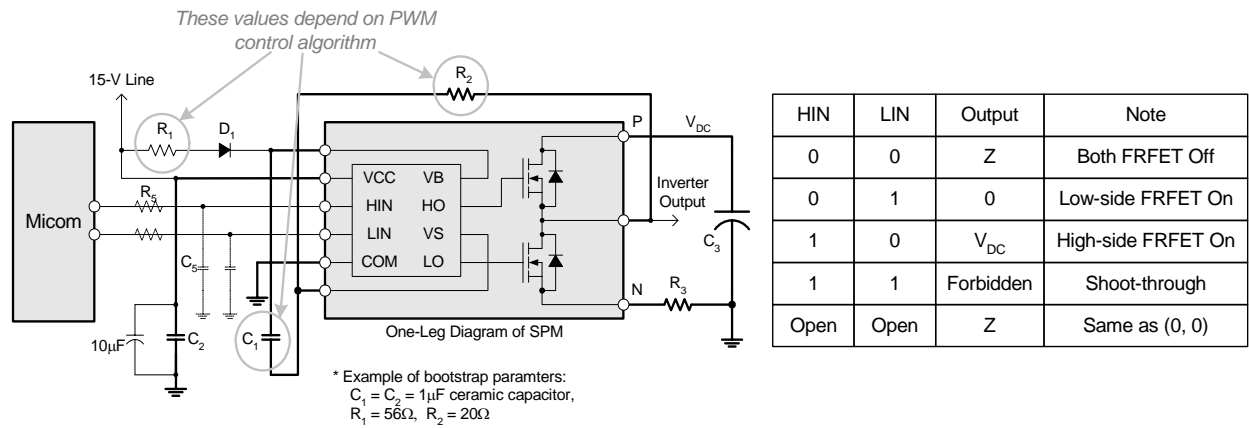 These values depend on PWM
control algorithm
15-V Line
R1
D1
R2
Micom
R5
C5
10μF
C2
C1
VCC VB
HIN HO
LIN VS
COM LO
P
VDC
Inverter
Output
C3
N
R3
One-Leg Diagram of SPM
* Example of bootstrap paramters:
C1 = C2 = 1μF ceramic capacitor,
R1 = 56Ω, R2 = 20Ω
HIN LIN Output Note
0 0 Z Both FRFET Off
0 1 0 Low-side FRFET On
1 0 VDC High-side FRFET On
1 1 Forbidden Shoot-through
Open Open Z Same as (0, 0)